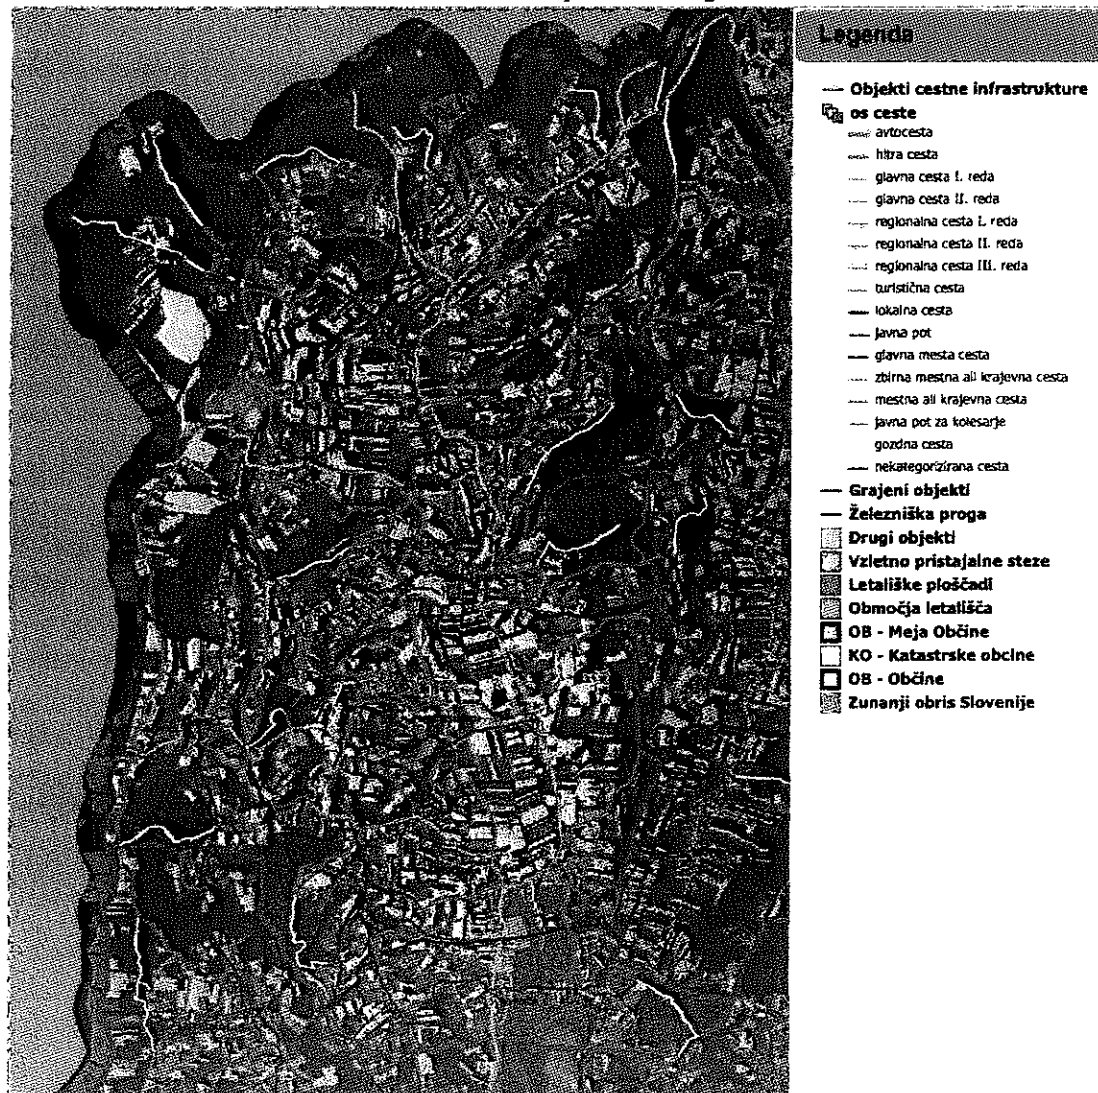 Legenda
Objekti cestne infrastrukture
os ceste
avtocesta
hitra cesta
glavna cesta I. reda
glavna cesta II. reda
regionalna cesta I. reda
regionalna cesta II. reda
regionalna cesta III. reda
turistična cesta
lokalna cesta
javna pot
glavna mesta cesta
zbirna mestna ali krajevna cesta
mestna ali krajevna cesta
javna pot za kolesarje
gozdna cesta
nekategorizirana cesta
Grajeni objekti
Železniška proga
Drugi objekti
Vzletno pristajalne steze
Letališke ploščadi
Območja letališča
OB - Meja Občine
KO - Katastrske obcine
OB - Občine
Zunanji obris Slovenije